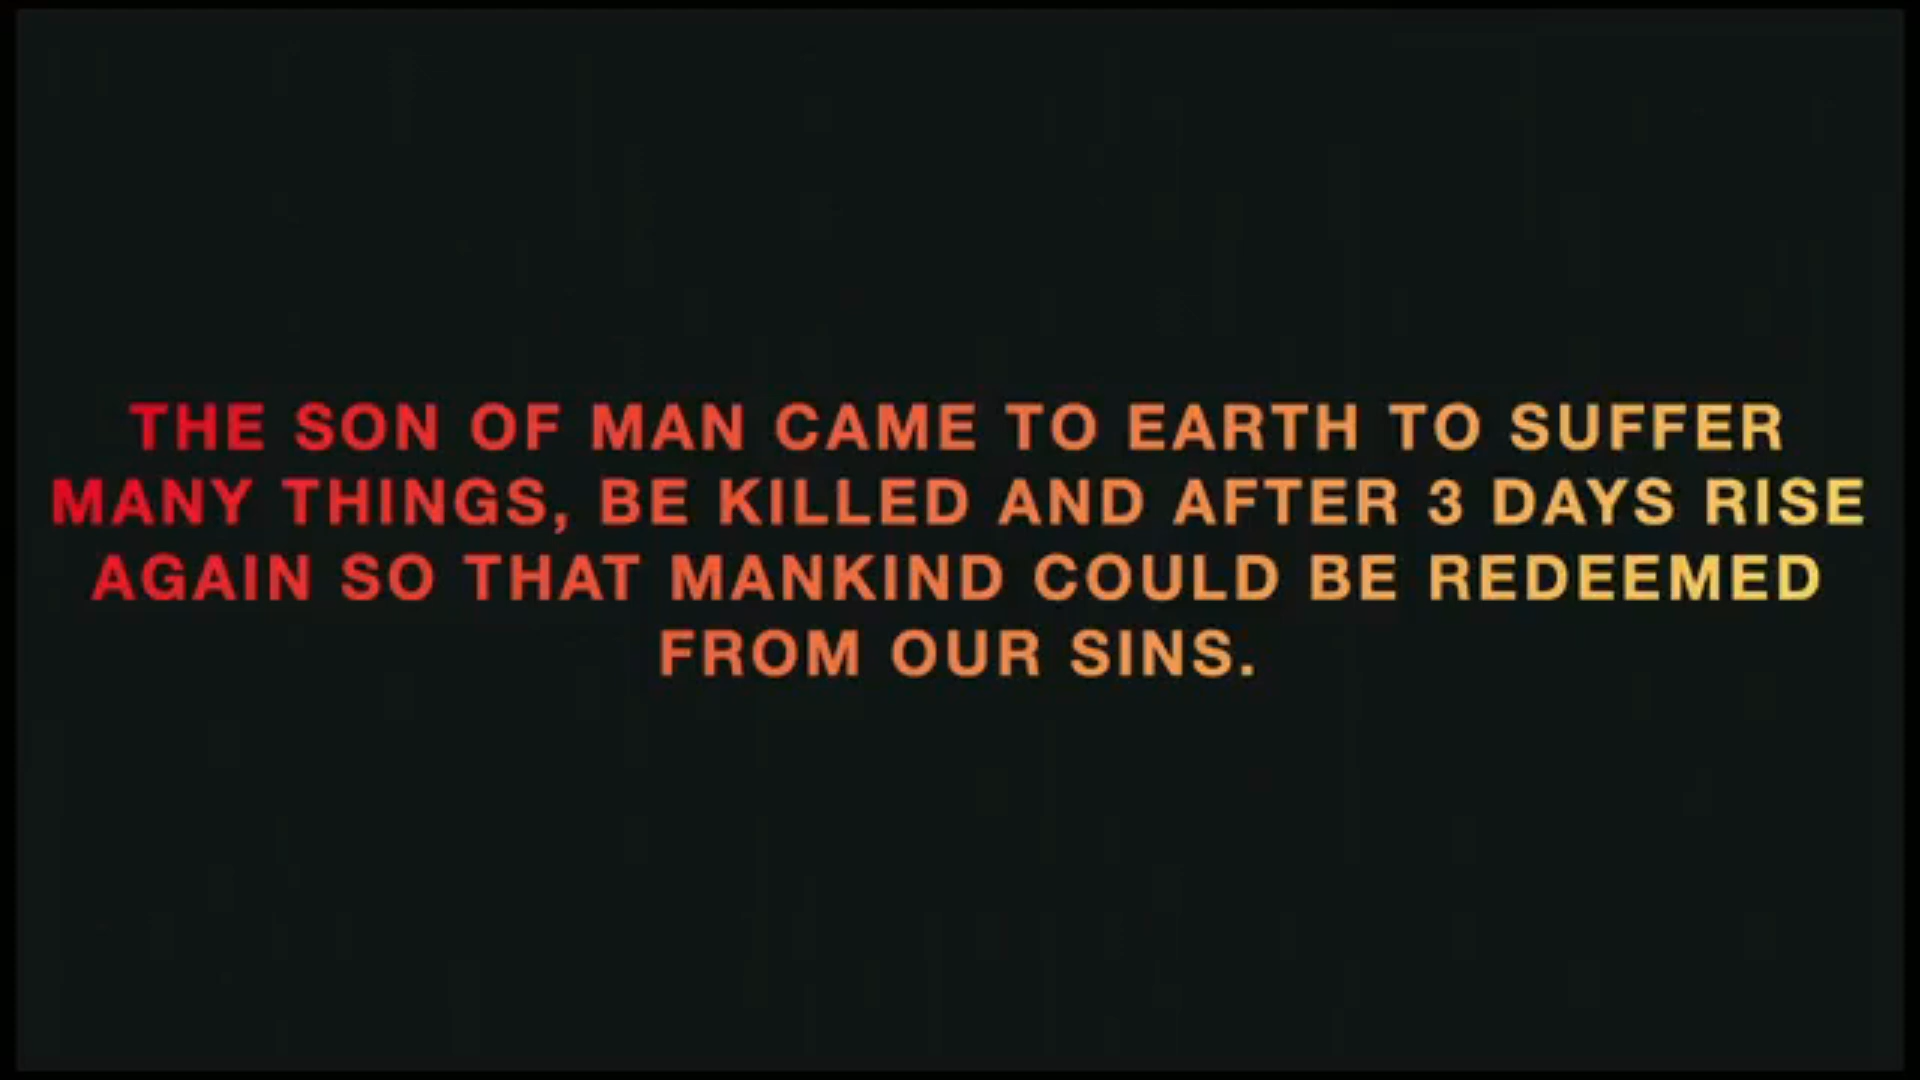 THE SON OF MAN CAME TO EARTH TO SUFFER
MANY THINGS, BE KILLED AND AFTER 3 DAYS RISE
AGAIN SO THAT MANKIND COULD BE REDEEMED
FROM OUR SINS.